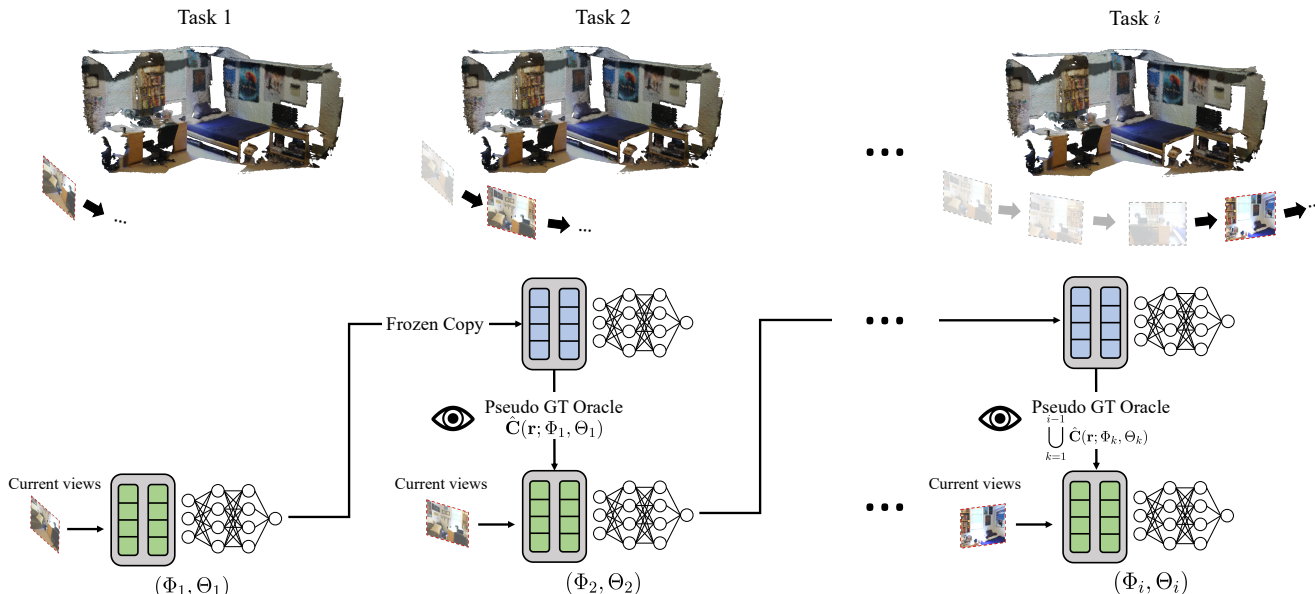 Task 1
Task 2
Task i
...
...
...
...
Frozen Copy
...
Pseudo GT Oracle
Ĉ(r; Φ₁, Θ₁)
Pseudo GT Oracle
⋃ₖ₌₁ⁱ⁻¹ Ĉ(r; Φₖ, Θₖ)
Current views
Current views
...
Current views
(Φ₁, Θ₁)
(Φ₂, Θ₂)
(Φᵢ, Θᵢ)